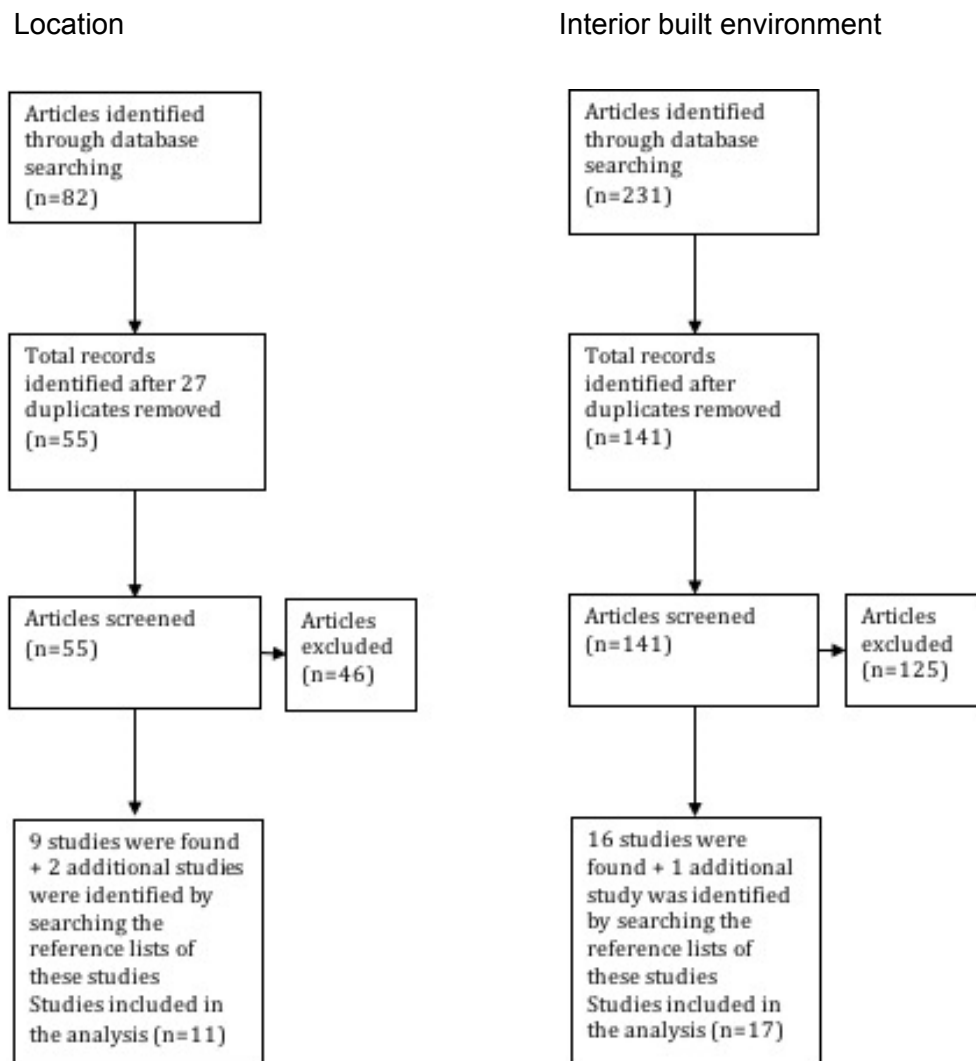 Location
Interior built environment
Articles identified
through database
searching
(n=82)
Total records
identified after 27
duplicates removed
(n=55)
Articles screened
(n=55)
Articles
excluded
(n=46)
9 studies were found
+ 2 additional studies
were identified by
searching the
reference lists of
these studies
Studies included in
the analysis (n=11)
Articles identified
through database
searching
(n=231)
Total records
identified after
duplicates removed
(n=141)
Articles screened
(n=141)
Articles
excluded
(n=125)
16 studies were
found + 1 additional
study was identified
by searching the
reference lists of
these studies
Studies included in
the analysis (n=17)